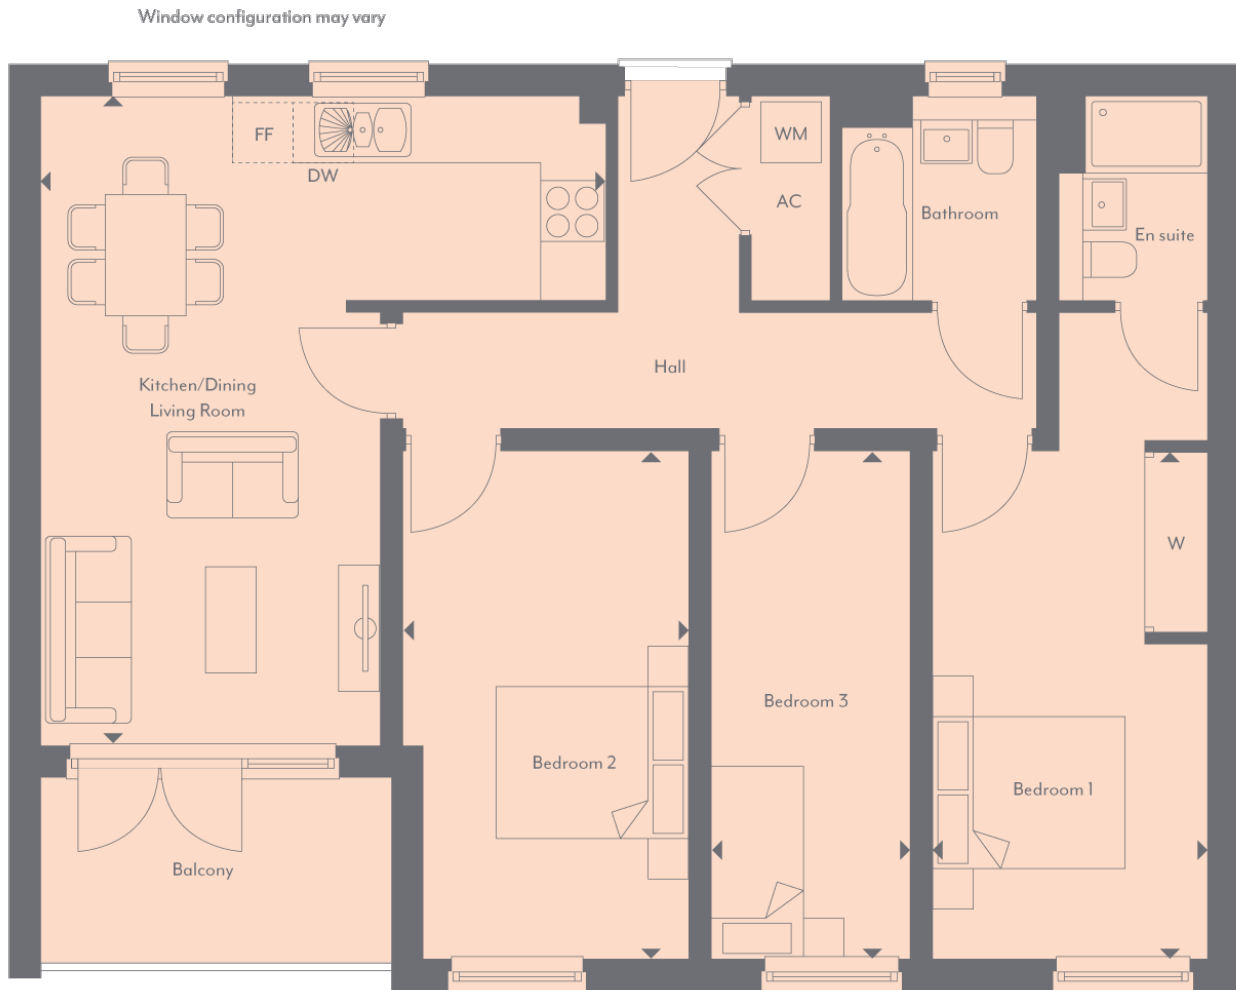 Window configuration may vary
FF
DW
WM
AC
Bathroom
En suite
Hall
Kitchen/Dining
Living Room
W
Bedroom 2
Bedroom 3
Bedroom 1
Balcony